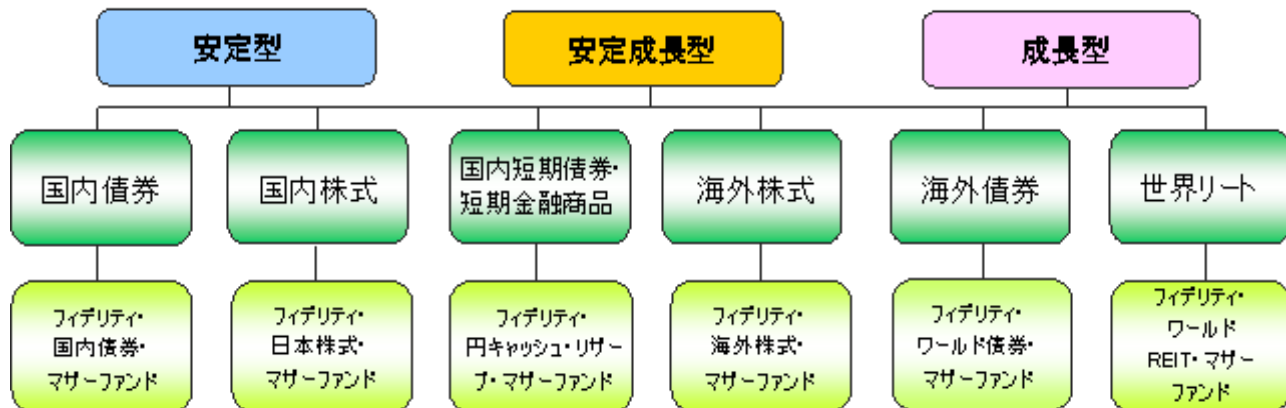 安定型
安定成長型
成長型
国内債券
国内株式
国内短期債券・
短期金融商品
海外株式
海外債券
世界リート
フィデリティ・
国内債券・
マザーファンド
フィデリティ・
日本株式・
マザーファンド
フィデリティ・
円キャッシュ・リザー
ブ・マザーファンド
フィデリティ・
海外株式・
マザーファンド
フィデリティ・
ワールド債券・
マザーファンド
フィデリティ・
ワールド
REIT・マザー
ファンド